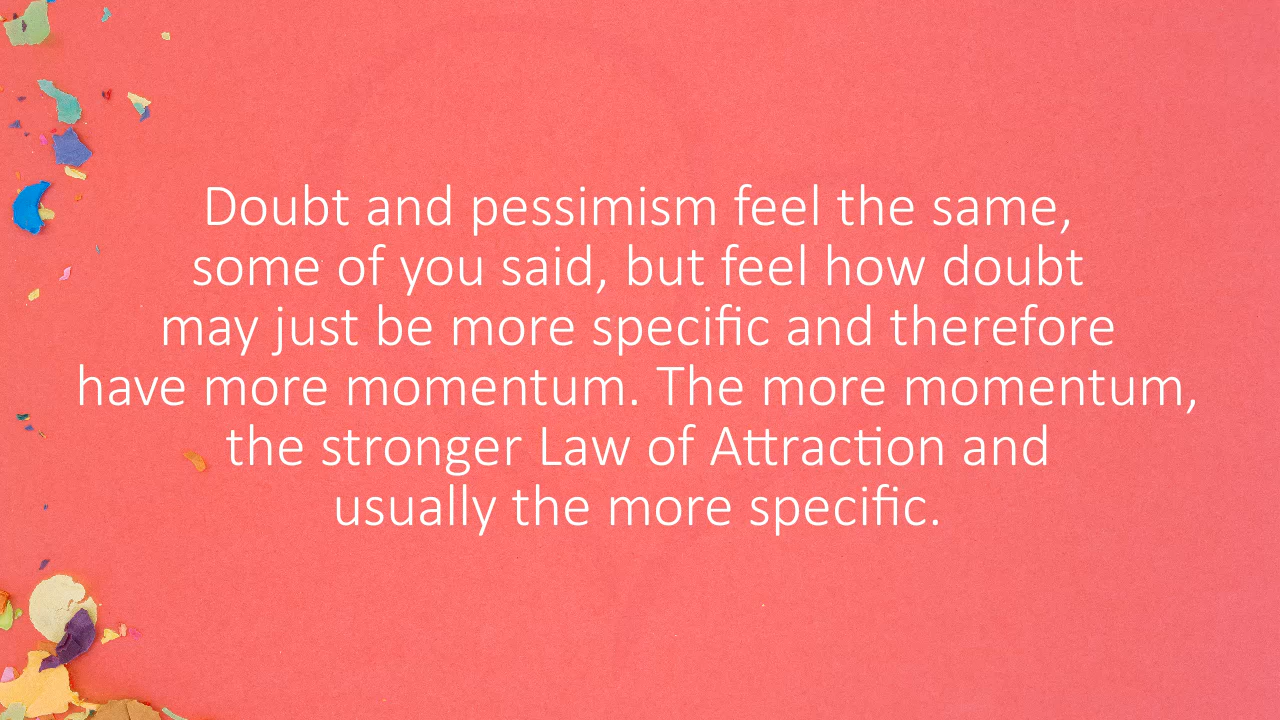 Doubt and pessimism feel the same,
some of you said, but feel how doubt
may just be more specific and therefore
have more momentum. The more momentum,
the stronger Law of Attraction and
usually the more specific.